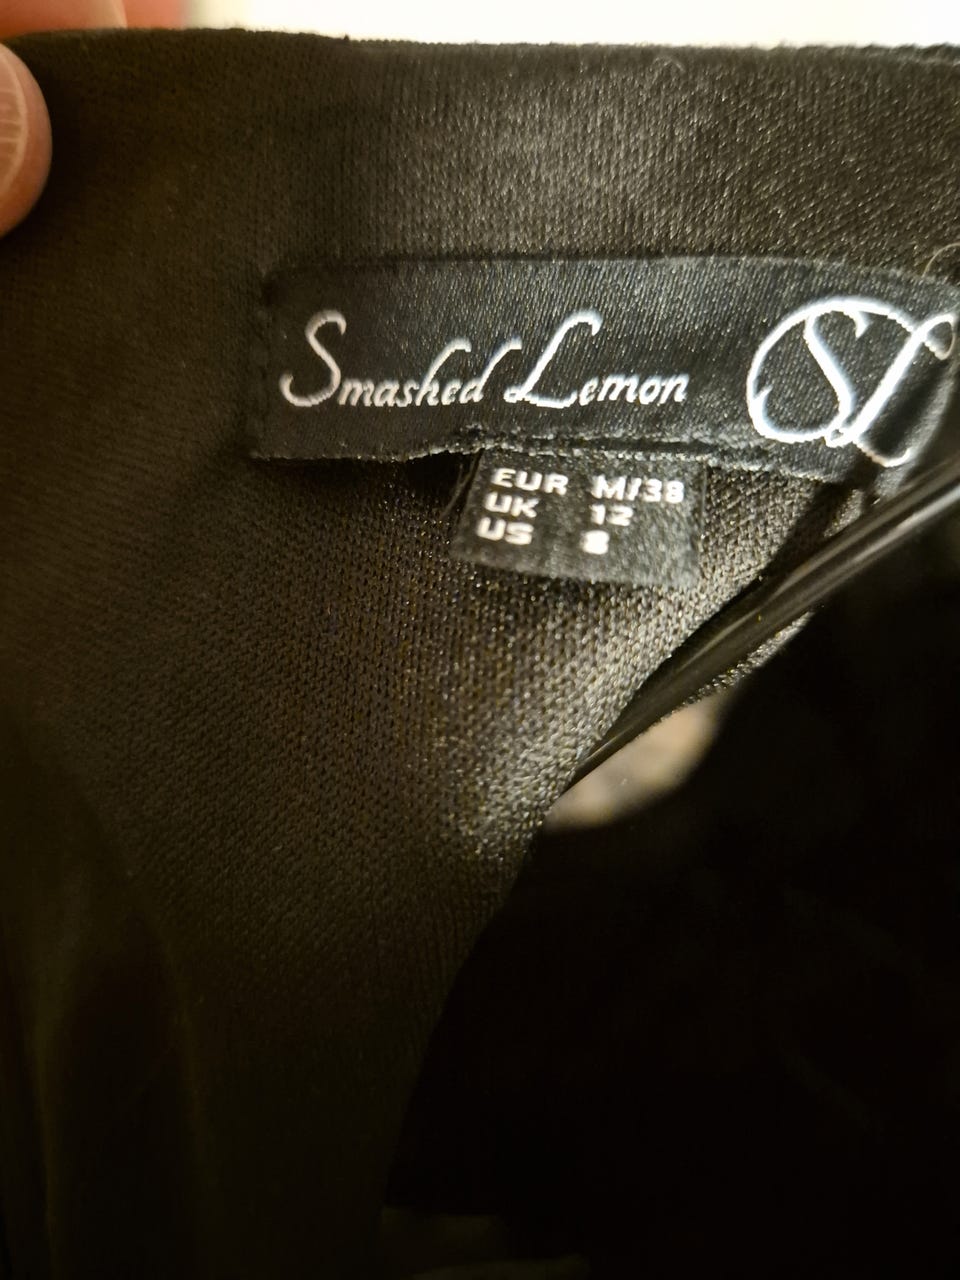 Smashed Lemon SL
EUR M/38
UK 12
US 8